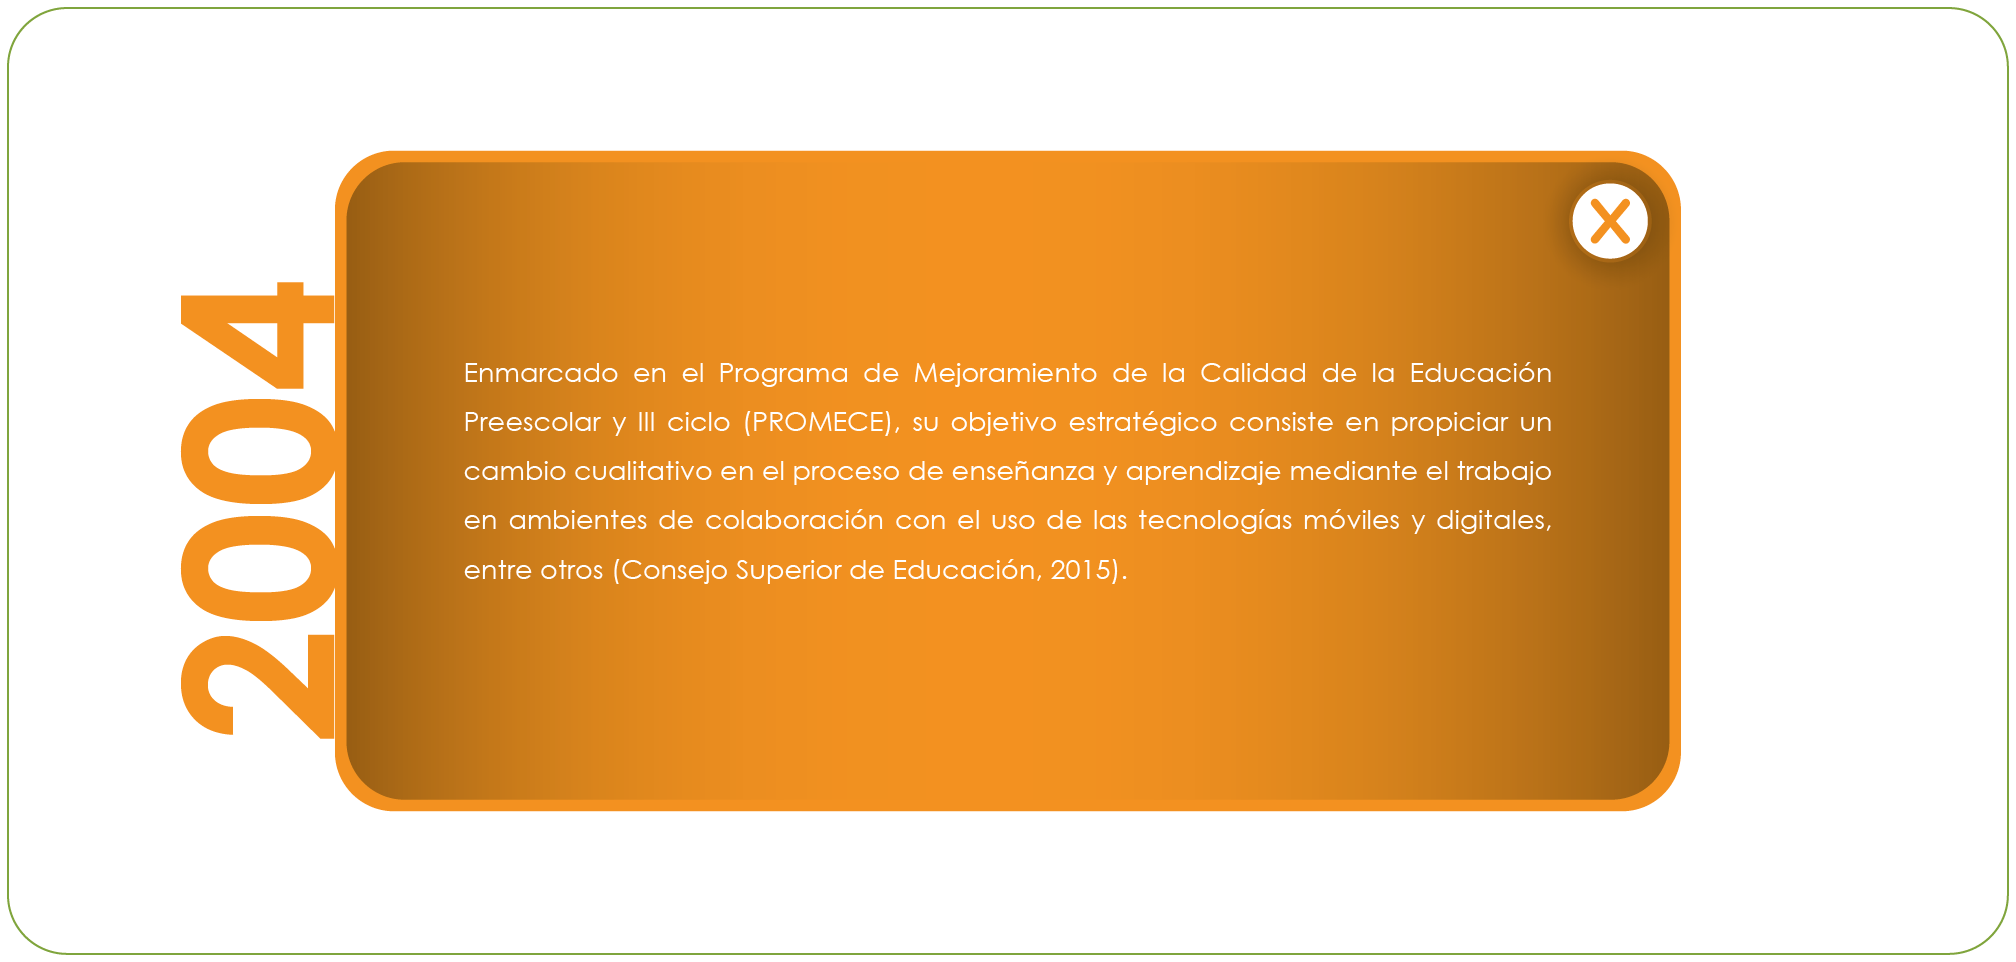 2004
Enmarcado en el Programa de Mejoramiento de la Calidad de la Educación
Preescolar y III ciclo (PROMECE), su objetivo estratégico consiste en propiciar un
cambio cualitativo en el proceso de enseñanza y aprendizaje mediante el trabajo
en ambientes de colaboración con el uso de las tecnologías móviles y digitales,
entre otros (Consejo Superior de Educación, 2015).